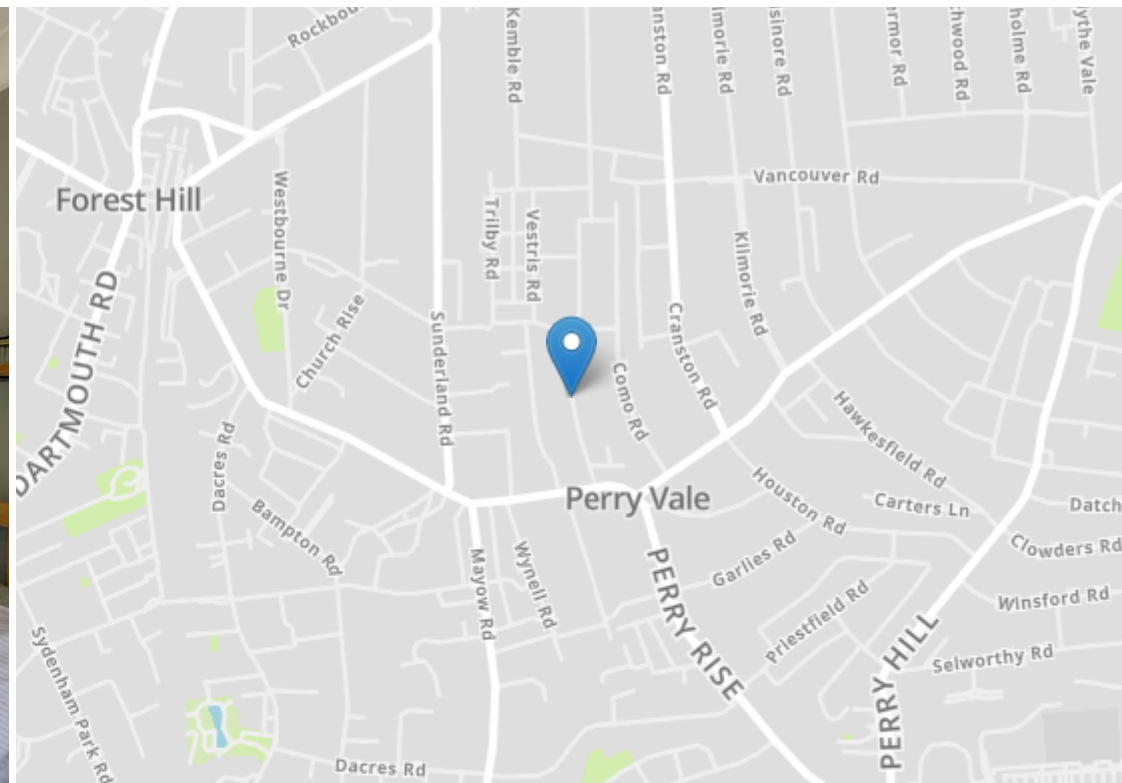 Rockbou
Kemble Rd
anston Rd
lmorie Rd
sinore Rd
ermor Rd
chwood Rd
holme Rd
ythe Vale
Forest Hill
Vancouver Rd
Westbourne Dr
Trilby Rd
Vestris Rd
Kilmorie Rd
DARTMOUTH RD
Church Rise
Sunderland Rd
Cranston Rd
Como Rd
Hawkesfield Rd
Dacres Rd
Perry Vale
Houston Rd
Carters Ln
Datch
Bampton Rd
Mayow Rd
Wynell Rd
PERRY RISE
Garlies Rd
Clowders Rd
Priestfield Rd
Winsford Rd
Sydenham Park Rd
PERRY HILL
Selworthy Rd
Dacres Rd